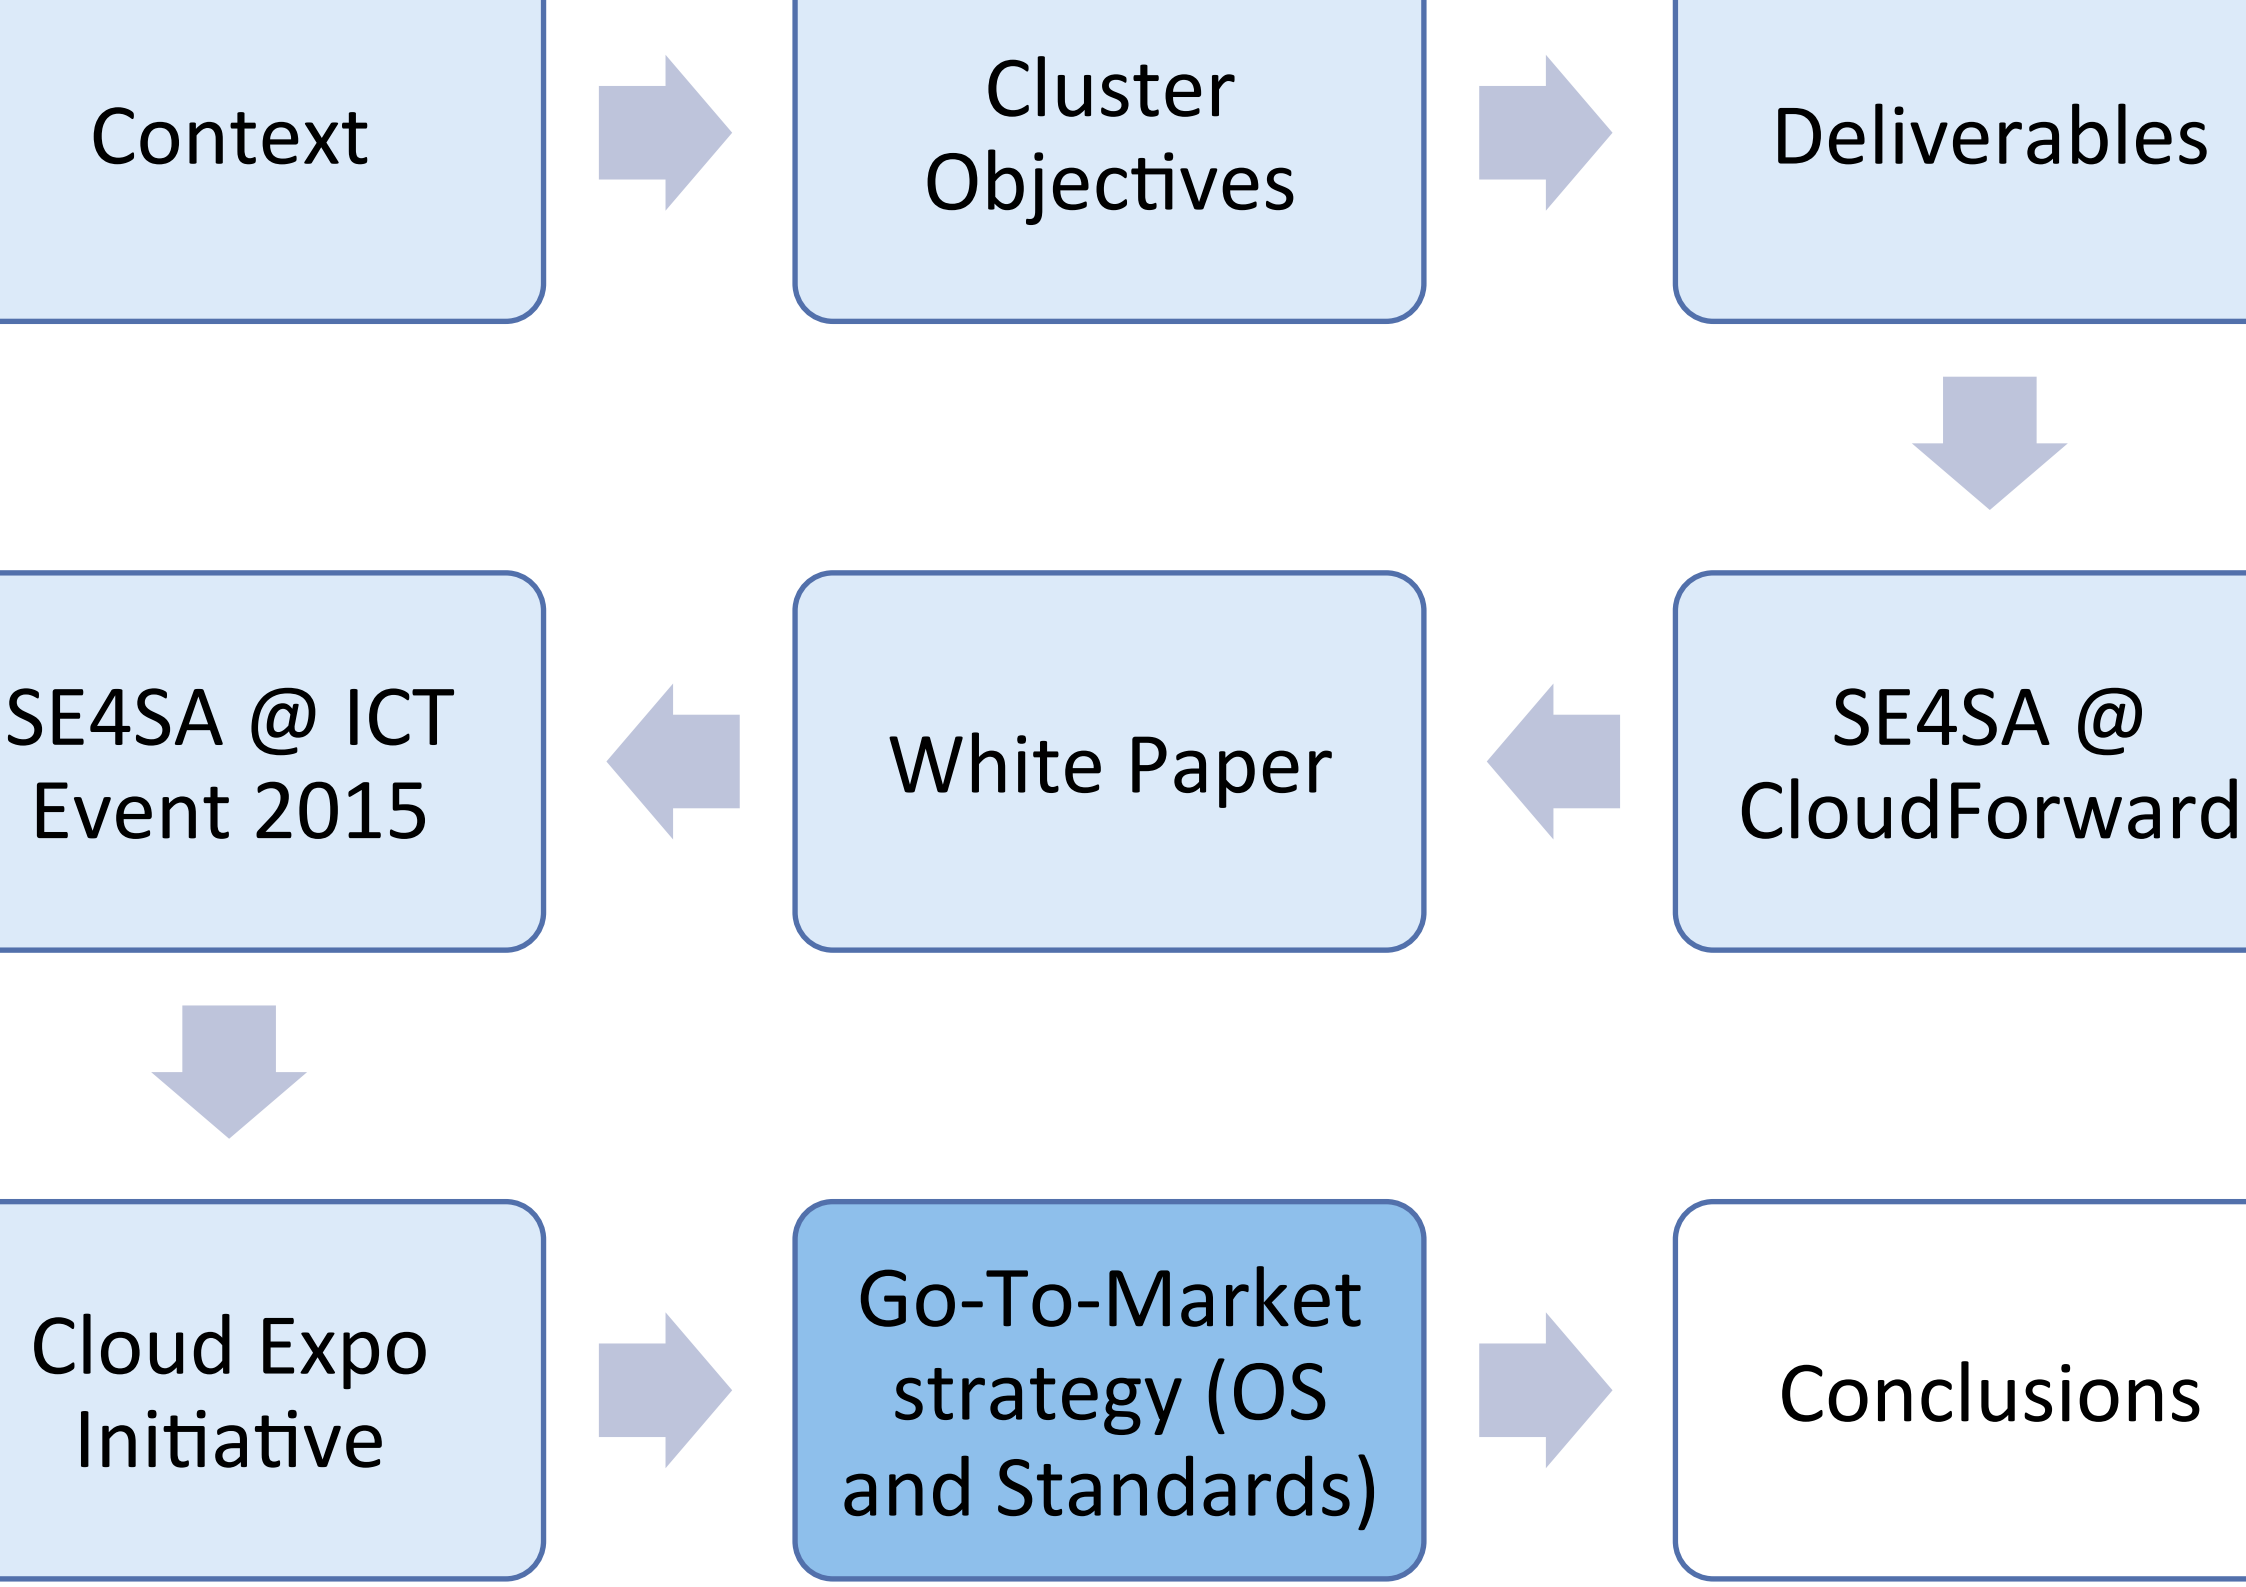 Context
Cluster
Objectives
Deliverables
SE4SA @ ICT
Event 2015
White Paper
SE4SA @
CloudForward
Cloud Expo
Initiative
Go-To-Market
strategy (OS
and Standards)
Conclusions